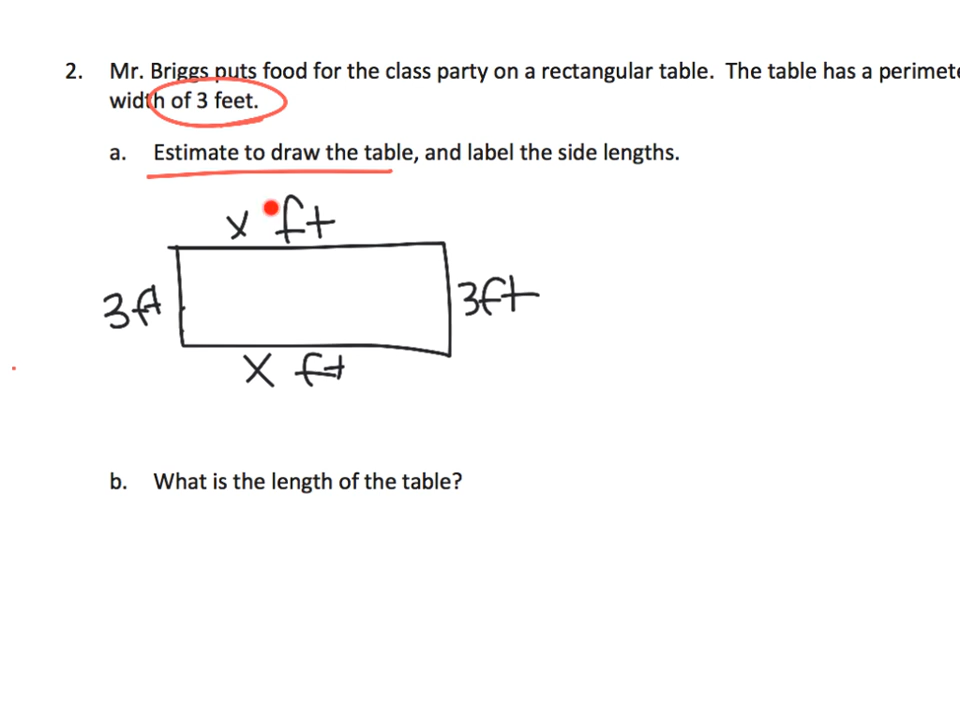 2. Mr. Briggs puts food for the class party on a rectangular table. The table has a
width of 3 feet.
a. Estimate to draw the table, and label the side lengths.
x ft
3ft
3ft
x ft
b. What is the length of the table?